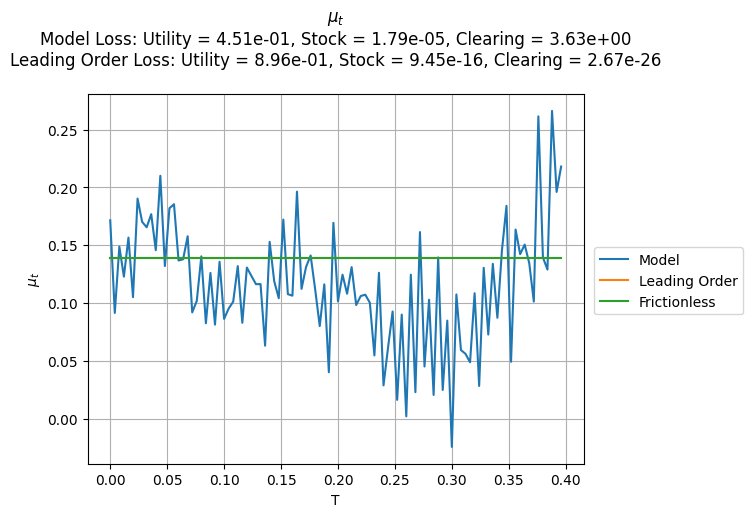 μt
Model Loss: Utility = 4.51e-01, Stock = 1.79e-05, Clearing = 3.63e+00
Leading Order Loss: Utility = 8.96e-01, Stock = 9.45e-16, Clearing = 2.67e-26
0.25
0.20
0.15
0.10
0.05
0.00
μt
Model
Leading Order
Frictionless
0.00 0.05 0.10 0.15 0.20 0.25 0.30 0.35 0.40
T